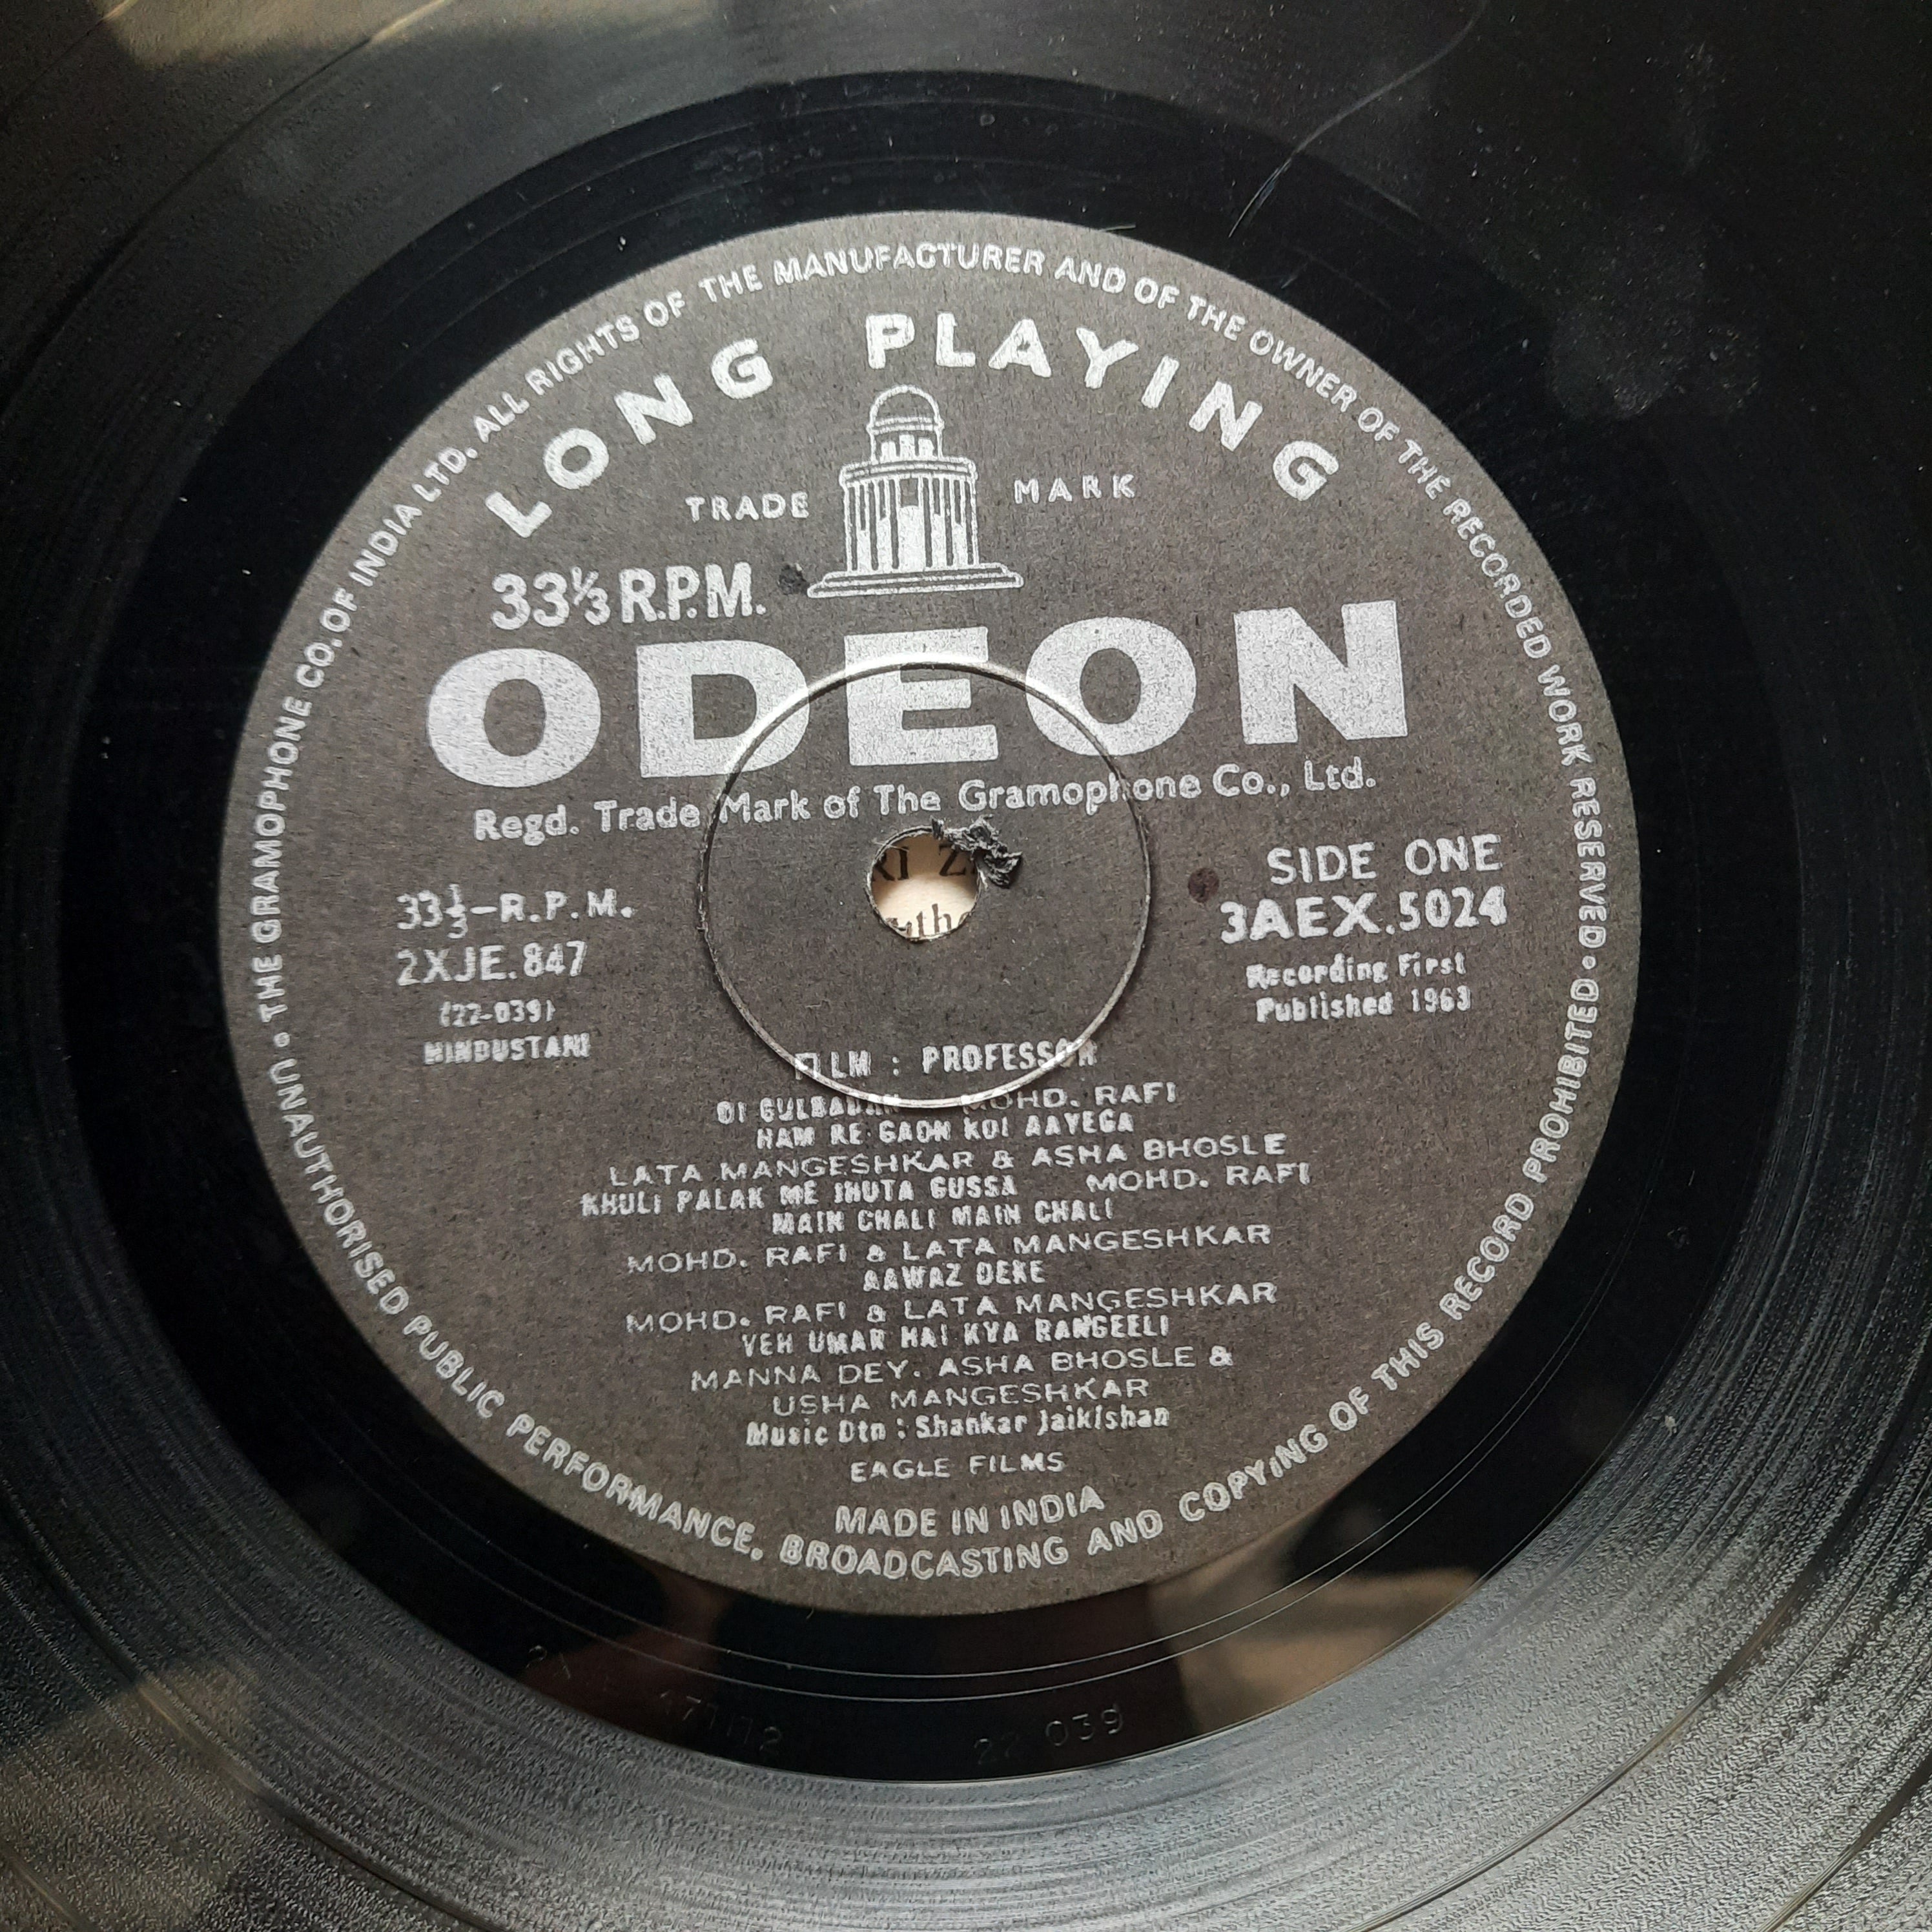 THE GRAMOPHONE CO. OF INDIA LTD. ALL RIGHTS OF THE MANUFACTURER AND OF THE OWNER OF THE RECORDED WORK RESERVED •
UNAUTHORISED PUBLIC PERFORMANCE, BROADCASTING AND COPYING OF THIS RECORD PROHIBITED •
LONG PLAYING
TRADE MARK
33⅓ R.P.M.
ODEON
Regd. Trade Mark of The Gramophone Co., Ltd.
SIDE ONE
3AEX.5024
Recording First
Published 1963
33⅓-R.P.M.
2XJE.847
(22-039)
HINDUSTANI
FILM : PROFESSOR
OI GULBADAN MOHD. RAFI
HAM RE GAON KOI AAYEGA
LATA MANGESHKAR & ASHA BHOSLE
KHULI PALAK ME JHUTA GUSSA MOHD. RAFI
MAIN CHALI MAIN CHALI
MOHD. RAFI & LATA MANGESHKAR
AAWAZ DEKE
MOHD. RAFI & LATA MANGESHKAR
YEH UMAR HAI KYA RANGEELI
MANNA DEY, ASHA BHOSLE &
USHA MANGESHKAR
Music Dtn : Shankar Jaikishan
EAGLE FILMS
MADE IN INDIA
22 039